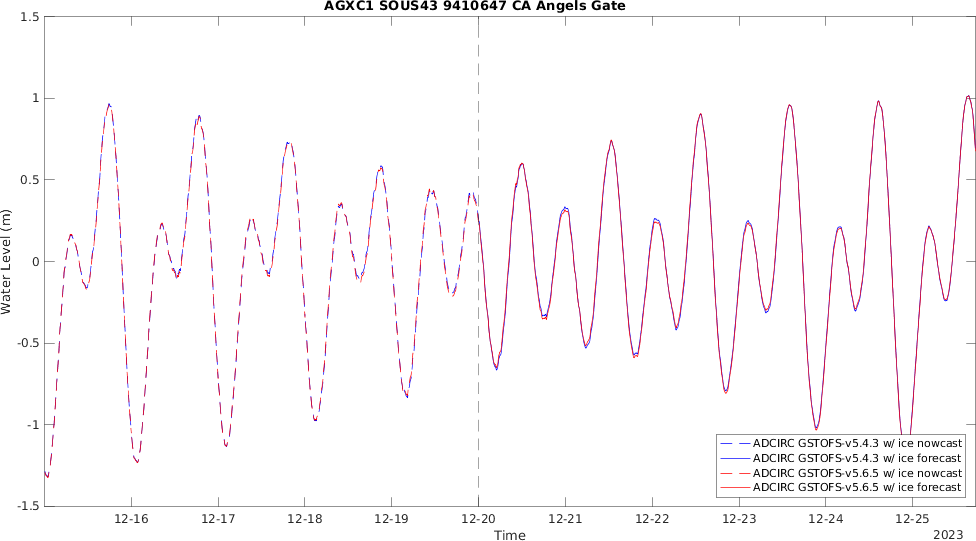 AGXC1 SOUS43 9410647 CA Angels Gate
1.5
1
0.5
0
-0.5
-1
-1.5
Water Level (m)
12-16
12-17
12-18
12-19
12-20
12-21
12-22
12-23
12-24
12-25
Time
2023
ADCIRC GSTOFS-v5.4.3 w/ ice nowcast
ADCIRC GSTOFS-v5.4.3 w/ ice forecast
ADCIRC GSTOFS-v5.6.5 w/ ice nowcast
ADCIRC GSTOFS-v5.6.5 w/ ice forecast